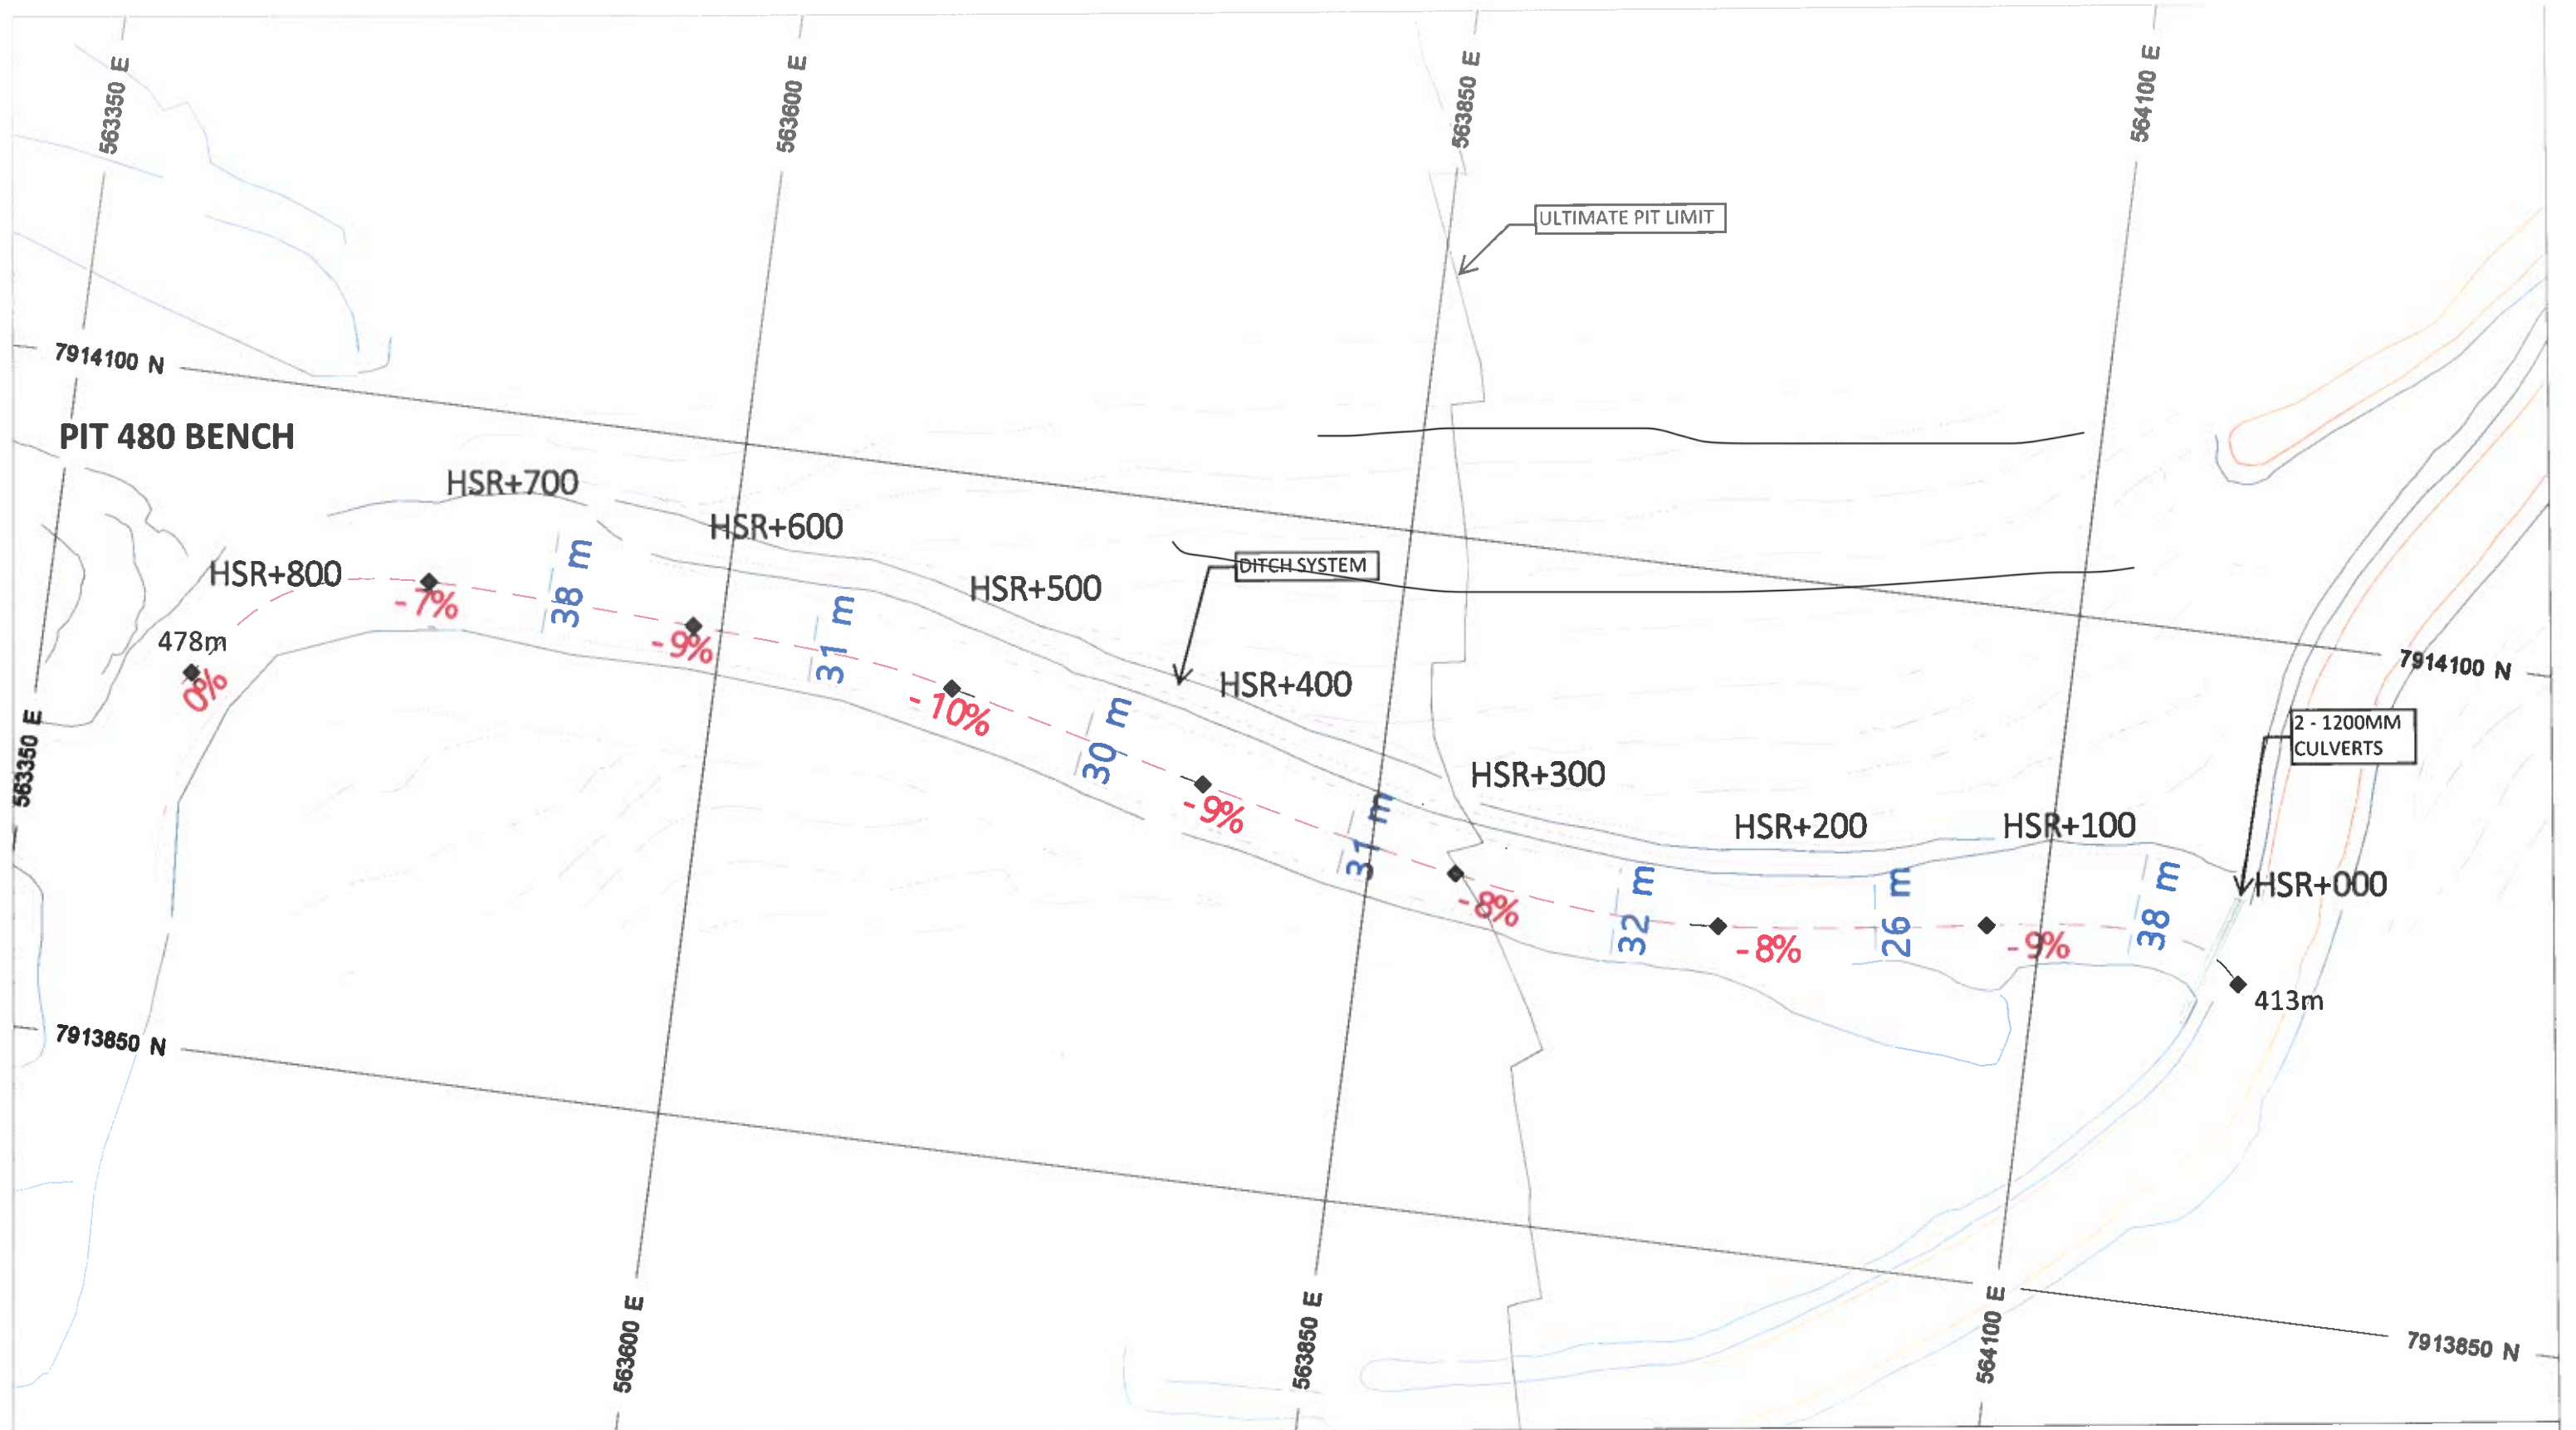 563350 E
563600 E
563850 E
564100 E
ULTIMATE PIT LIMIT
7914100 N
PIT 480 BENCH
HSR+700
HSR+600
HSR+800
HSR+500
DITCH SYSTEM
HSR+400
38 m
31 m
-7%
-9%
478m
0%
-10%
30 m
7914100 N
563350 E
2 - 1200MM
CULVERTS
HSR+300
-9%
31 m
HSR+200
HSR+100
HSR+000
-8%
32 m
-8%
26 m
-9%
38 m
413m
7913850 N
563600 E
563850 E
564100 E
7913850 N